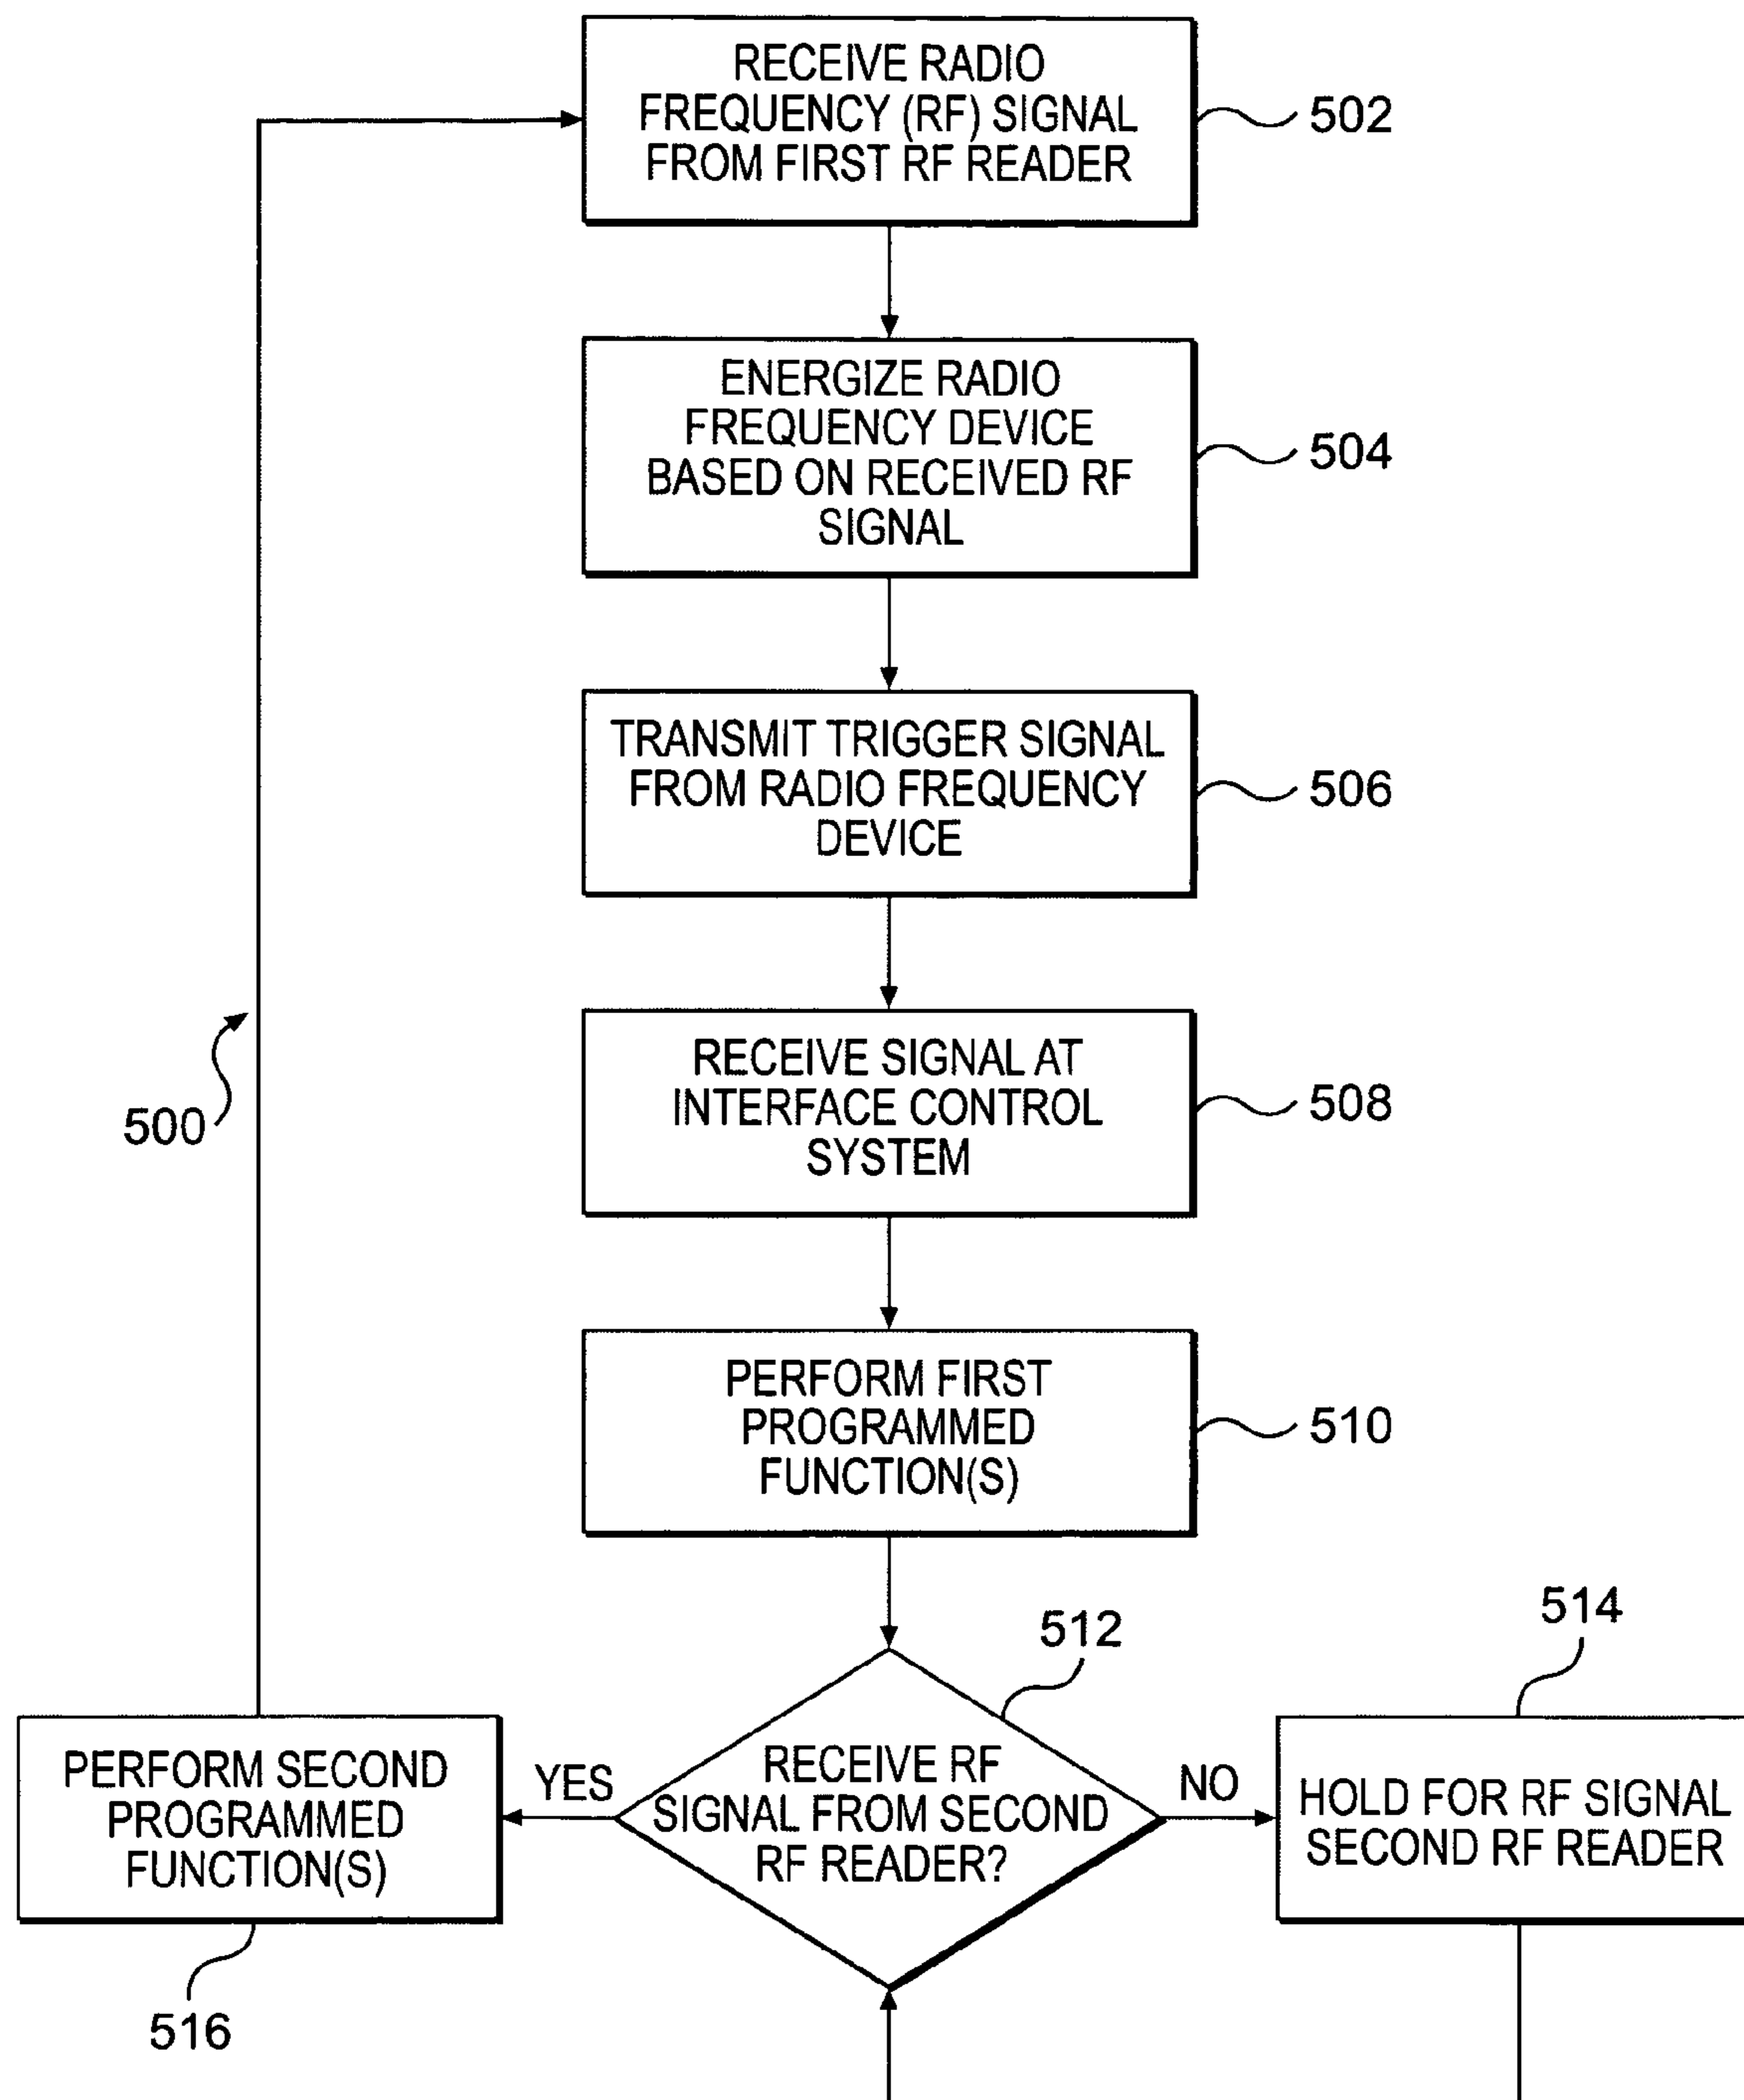 RECEIVE RADIO
FREQUENCY (RF) SIGNAL
FROM FIRST RF READER
502
ENERGIZE RADIO
FREQUENCY DEVICE
BASED ON RECEIVED RF
SIGNAL
504
TRANSMIT TRIGGER SIGNAL
FROM RADIO FREQUENCY
DEVICE
506
500
RECEIVE SIGNAL AT
INTERFACE CONTROL
SYSTEM
508
PERFORM FIRST
PROGRAMMED
FUNCTION(S)
510
512
514
PERFORM SECOND
PROGRAMMED
FUNCTION(S)
516
YES
RECEIVE RF
SIGNAL FROM SECOND
RF READER?
NO
HOLD FOR RF SIGNAL
SECOND RF READER